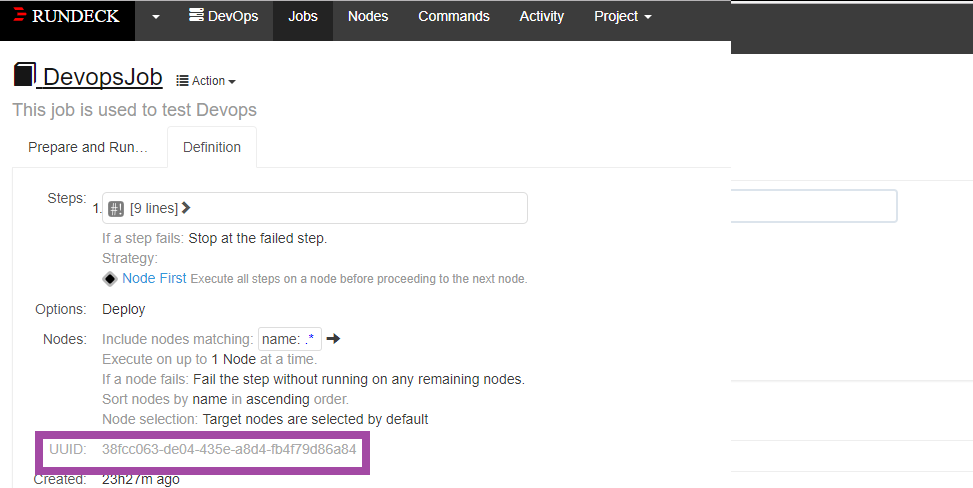 RUNDECK DevOps Jobs Nodes Commands Activity Project
DevopsJob Action
This job is used to test Devops
Prepare and Run… Definition
Steps:
1. #! [9 lines]
If a step fails: Stop at the failed step.
Strategy:
Node First Execute all steps on a node before proceeding to the next node.
Options: Deploy
Nodes: Include nodes matching: name: .*
Execute on up to 1 Node at a time.
If a node fails: Fail the step without running on any remaining nodes.
Sort nodes by name in ascending order.
Node selection: Target nodes are selected by default
UUID: 38fcc063-de04-435e-a8d4-fb4f79d86a84
Created: 23h27m ago